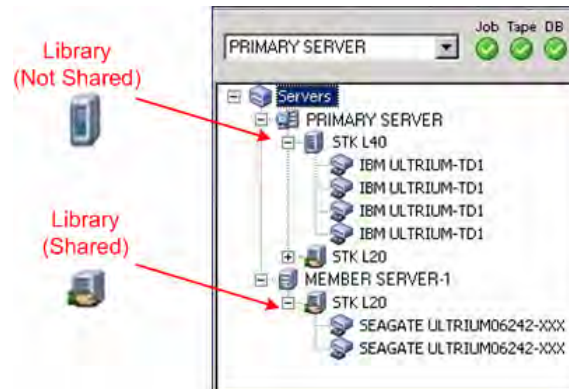 Library
(Not Shared)
Library
(Shared)
PRIMARY SERVER
Job Tape DB
Servers
PRIMARY SERVER
STK L40
IBM ULTRIUM-TD1
IBM ULTRIUM-TD1
IBM ULTRIUM-TD1
IBM ULTRIUM-TD1
STK L20
MEMBER SERVER-1
STK L20
SEAGATE ULTRIUM06242-XXX
SEAGATE ULTRIUM06242-XXX